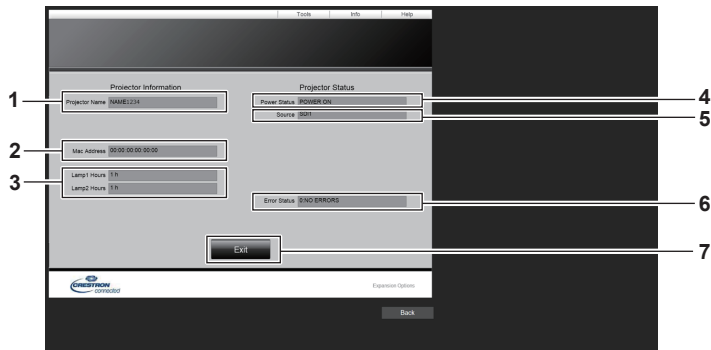 Tools Info Help
Projector Information
Projector Status
1 Projector Name NAME1234
Power Status POWER ON 4
Source SDI1 5
2 Mac Address 00:00:00:00:00:00
3 Lamp1 Hours 1 h
Lamp2 Hours 1 h
Error Status 0:NO ERRORS 6
Exit 7
CRESTRON
connected
Expansion Options
Back